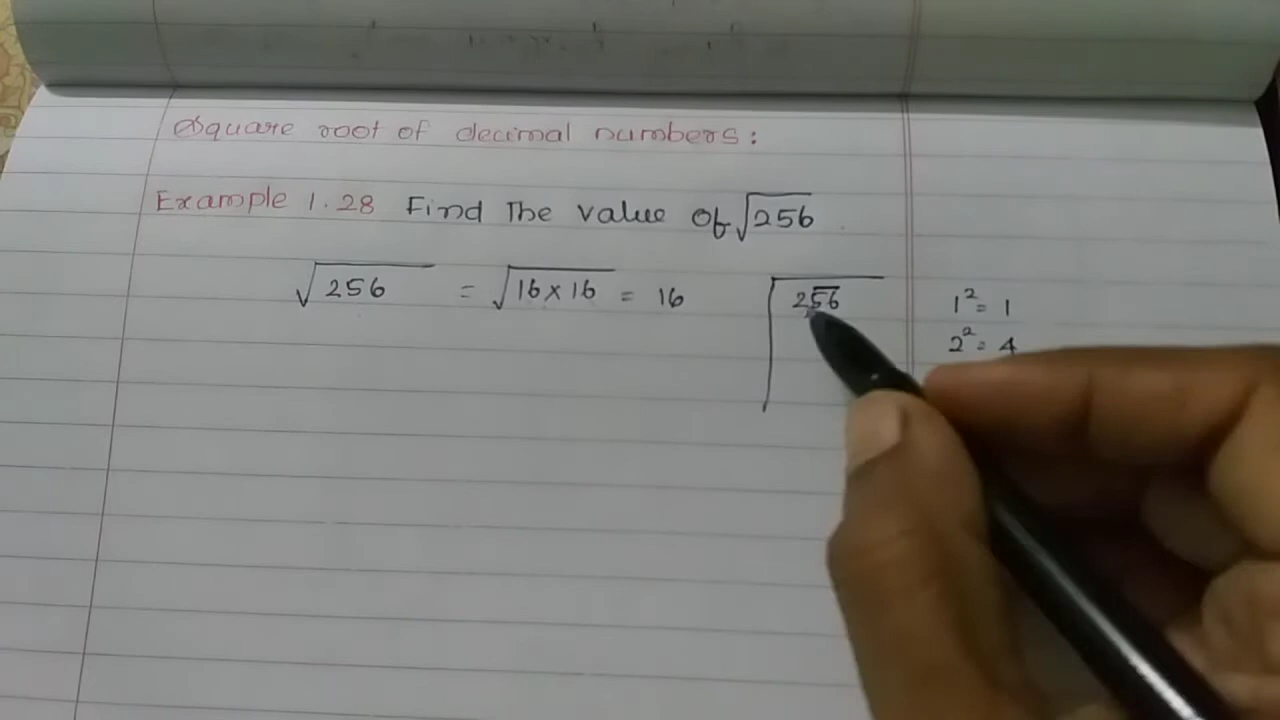 Square root of decimal numbers:
Example 1.28 Find The value of √256
√256 = √16 × 16 = 16
256
1² = 1
2² = 4